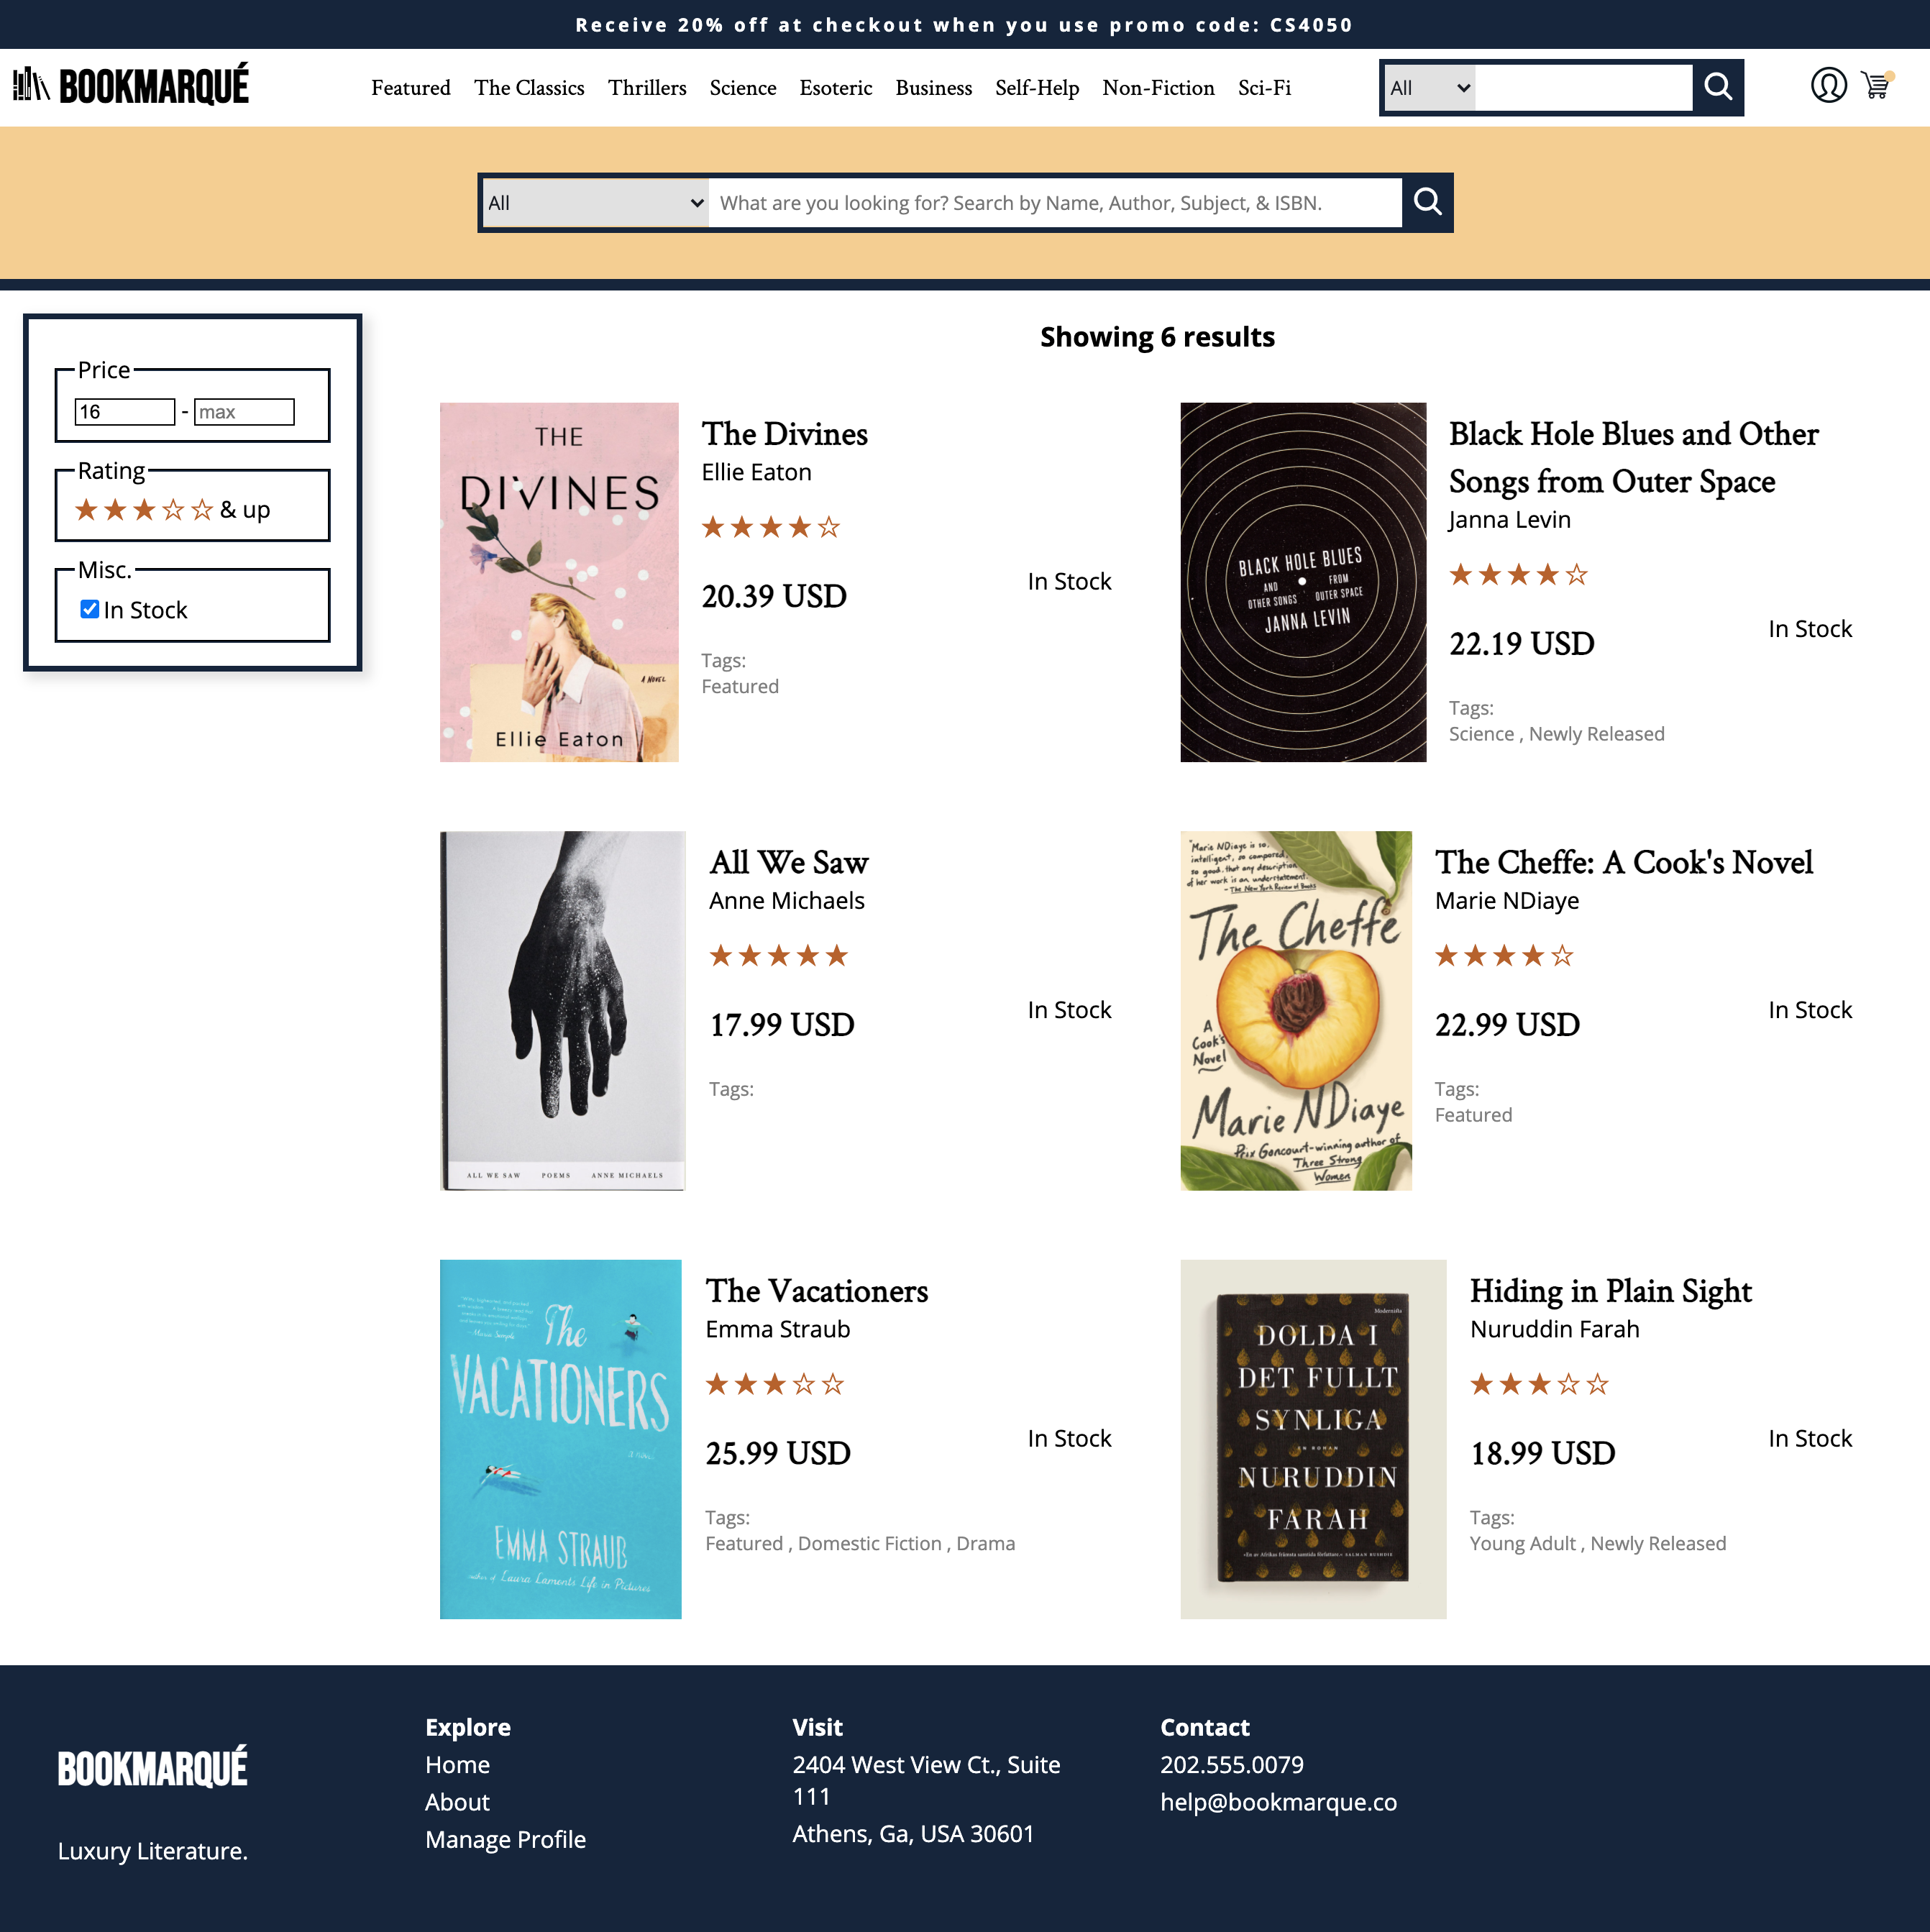 Receive 20% off at checkout when you use promo code: CS4050
BOOKMARQUÉ
Featured The Classics Thrillers Science Esoteric Business Self-Help Non-Fiction Sci-Fi
All
All
What are you looking for? Search by Name, Author, Subject, & ISBN.
Showing 6 results
Price
16 - max
Rating
& up
Misc.
In Stock
THE
DIVINES
A NOVEL
Ellie Eaton
The Divines
Ellie Eaton
20.39 USD
In Stock
Tags:
Featured
BLACK HOLE BLUES
AND FROM
OTHER SONGS OUTER SPACE
JANNA LEVIN
Black Hole Blues and Other
Songs from Outer Space
Janna Levin
22.19 USD
In Stock
Tags:
Science , Newly Released
ALL WE SAW POEMS ANNE MICHAELS
All We Saw
Anne Michaels
17.99 USD
In Stock
Tags:
"Marie NDiaye is so
intelligent, so composed,
so good, that any description
of her work is an understatement."
-The New York Review of Books
The Cheffe
A
Cook's
Novel
Marie NDiaye
Prix Goncourt-winning author of
Three Strong
Women
The Cheffe: A Cook's Novel
Marie NDiaye
22.99 USD
In Stock
Tags:
Featured
The
VACATIONERS
a novel
EMMA STRAUB
author of Laura Laments Life in Pictures
The Vacationers
Emma Straub
25.99 USD
In Stock
Tags:
Featured , Domestic Fiction , Drama
Modernista
DOLDA I
DET FULLT
SYNLIGA
EN ROMAN
NURUDDIN
FARAH
«En av Afrikas främsta samtida författare.» SALMAN RUSHDIE
Hiding in Plain Sight
Nuruddin Farah
18.99 USD
In Stock
Tags:
Young Adult , Newly Released
BOOKMARQUÉ
Luxury Literature.
Explore
Home
About
Manage Profile
Visit
2404 West View Ct., Suite
111
Athens, Ga, USA 30601
Contact
202.555.0079
help@bookmarque.co